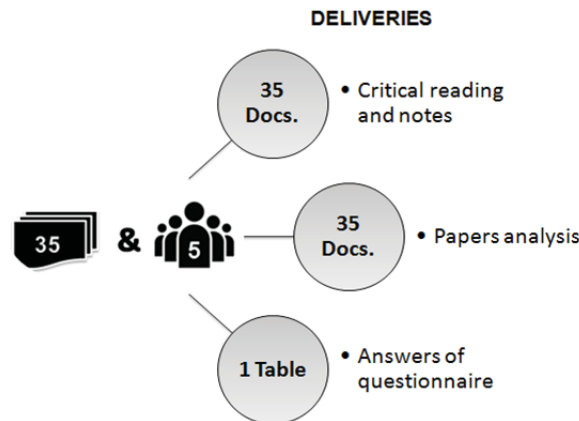 DELIVERIES
35
Docs.
• Critical reading
and notes
35
&
5
35
Docs.
• Papers analysis
1 Table
• Answers of
questionnaire